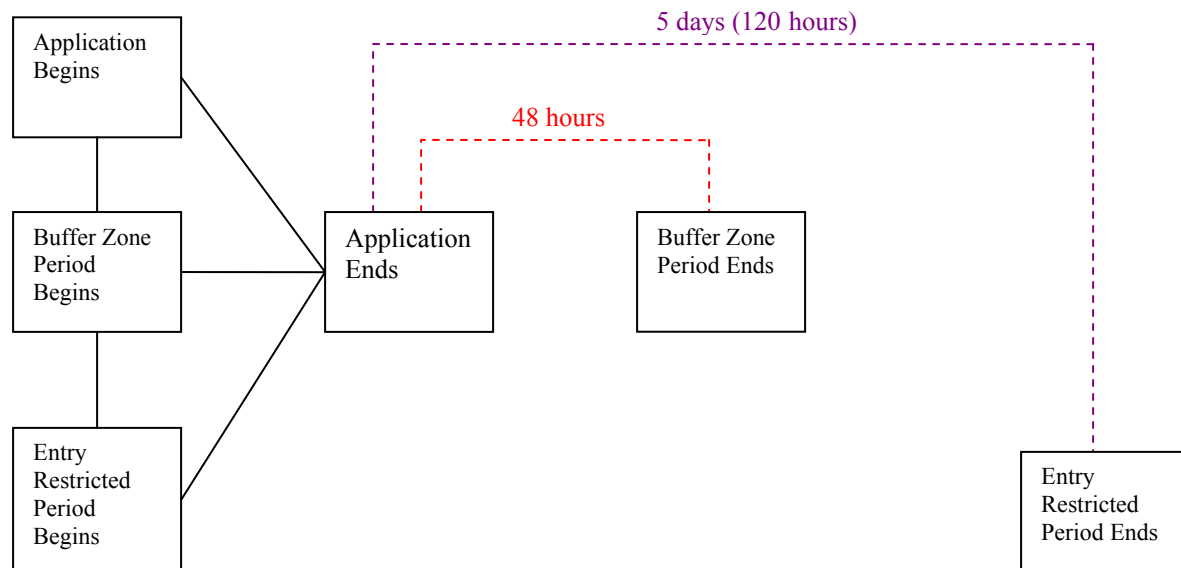 5 days (120 hours)
Application
Begins
48 hours
Buffer Zone
Period
Begins
Application
Ends
Buffer Zone
Period Ends
Entry
Restricted
Period
Begins
Entry
Restricted
Period Ends